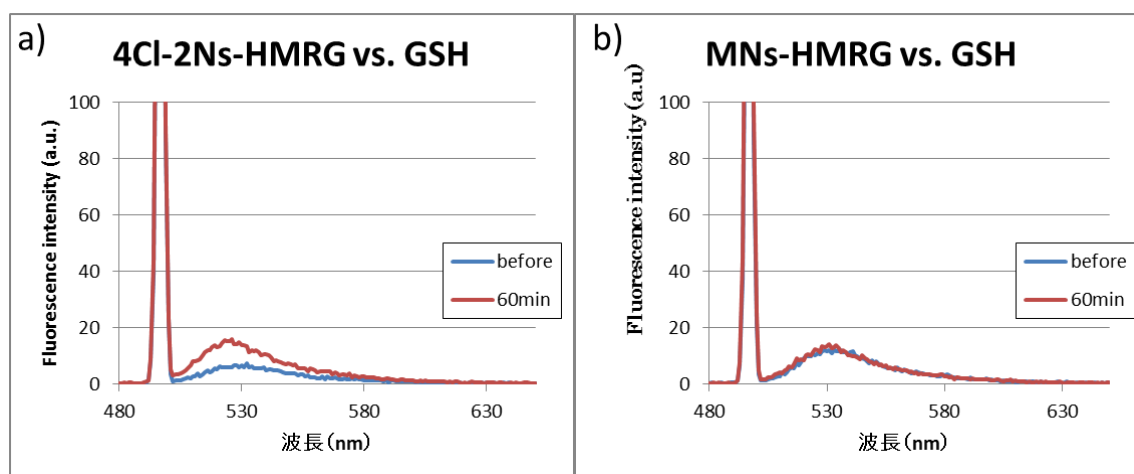 a)
4Cl-2Ns-HMRG vs. GSH
Fluorescence intensity (a.u.)
100
80
60
40
20
0
480
530
580
630
波長(nm)
before
60min
b)
MNs-HMRG vs. GSH
Fluorescence intensity (a.u)
100
80
60
40
20
0
480
530
580
630
波長(nm)
before
60min